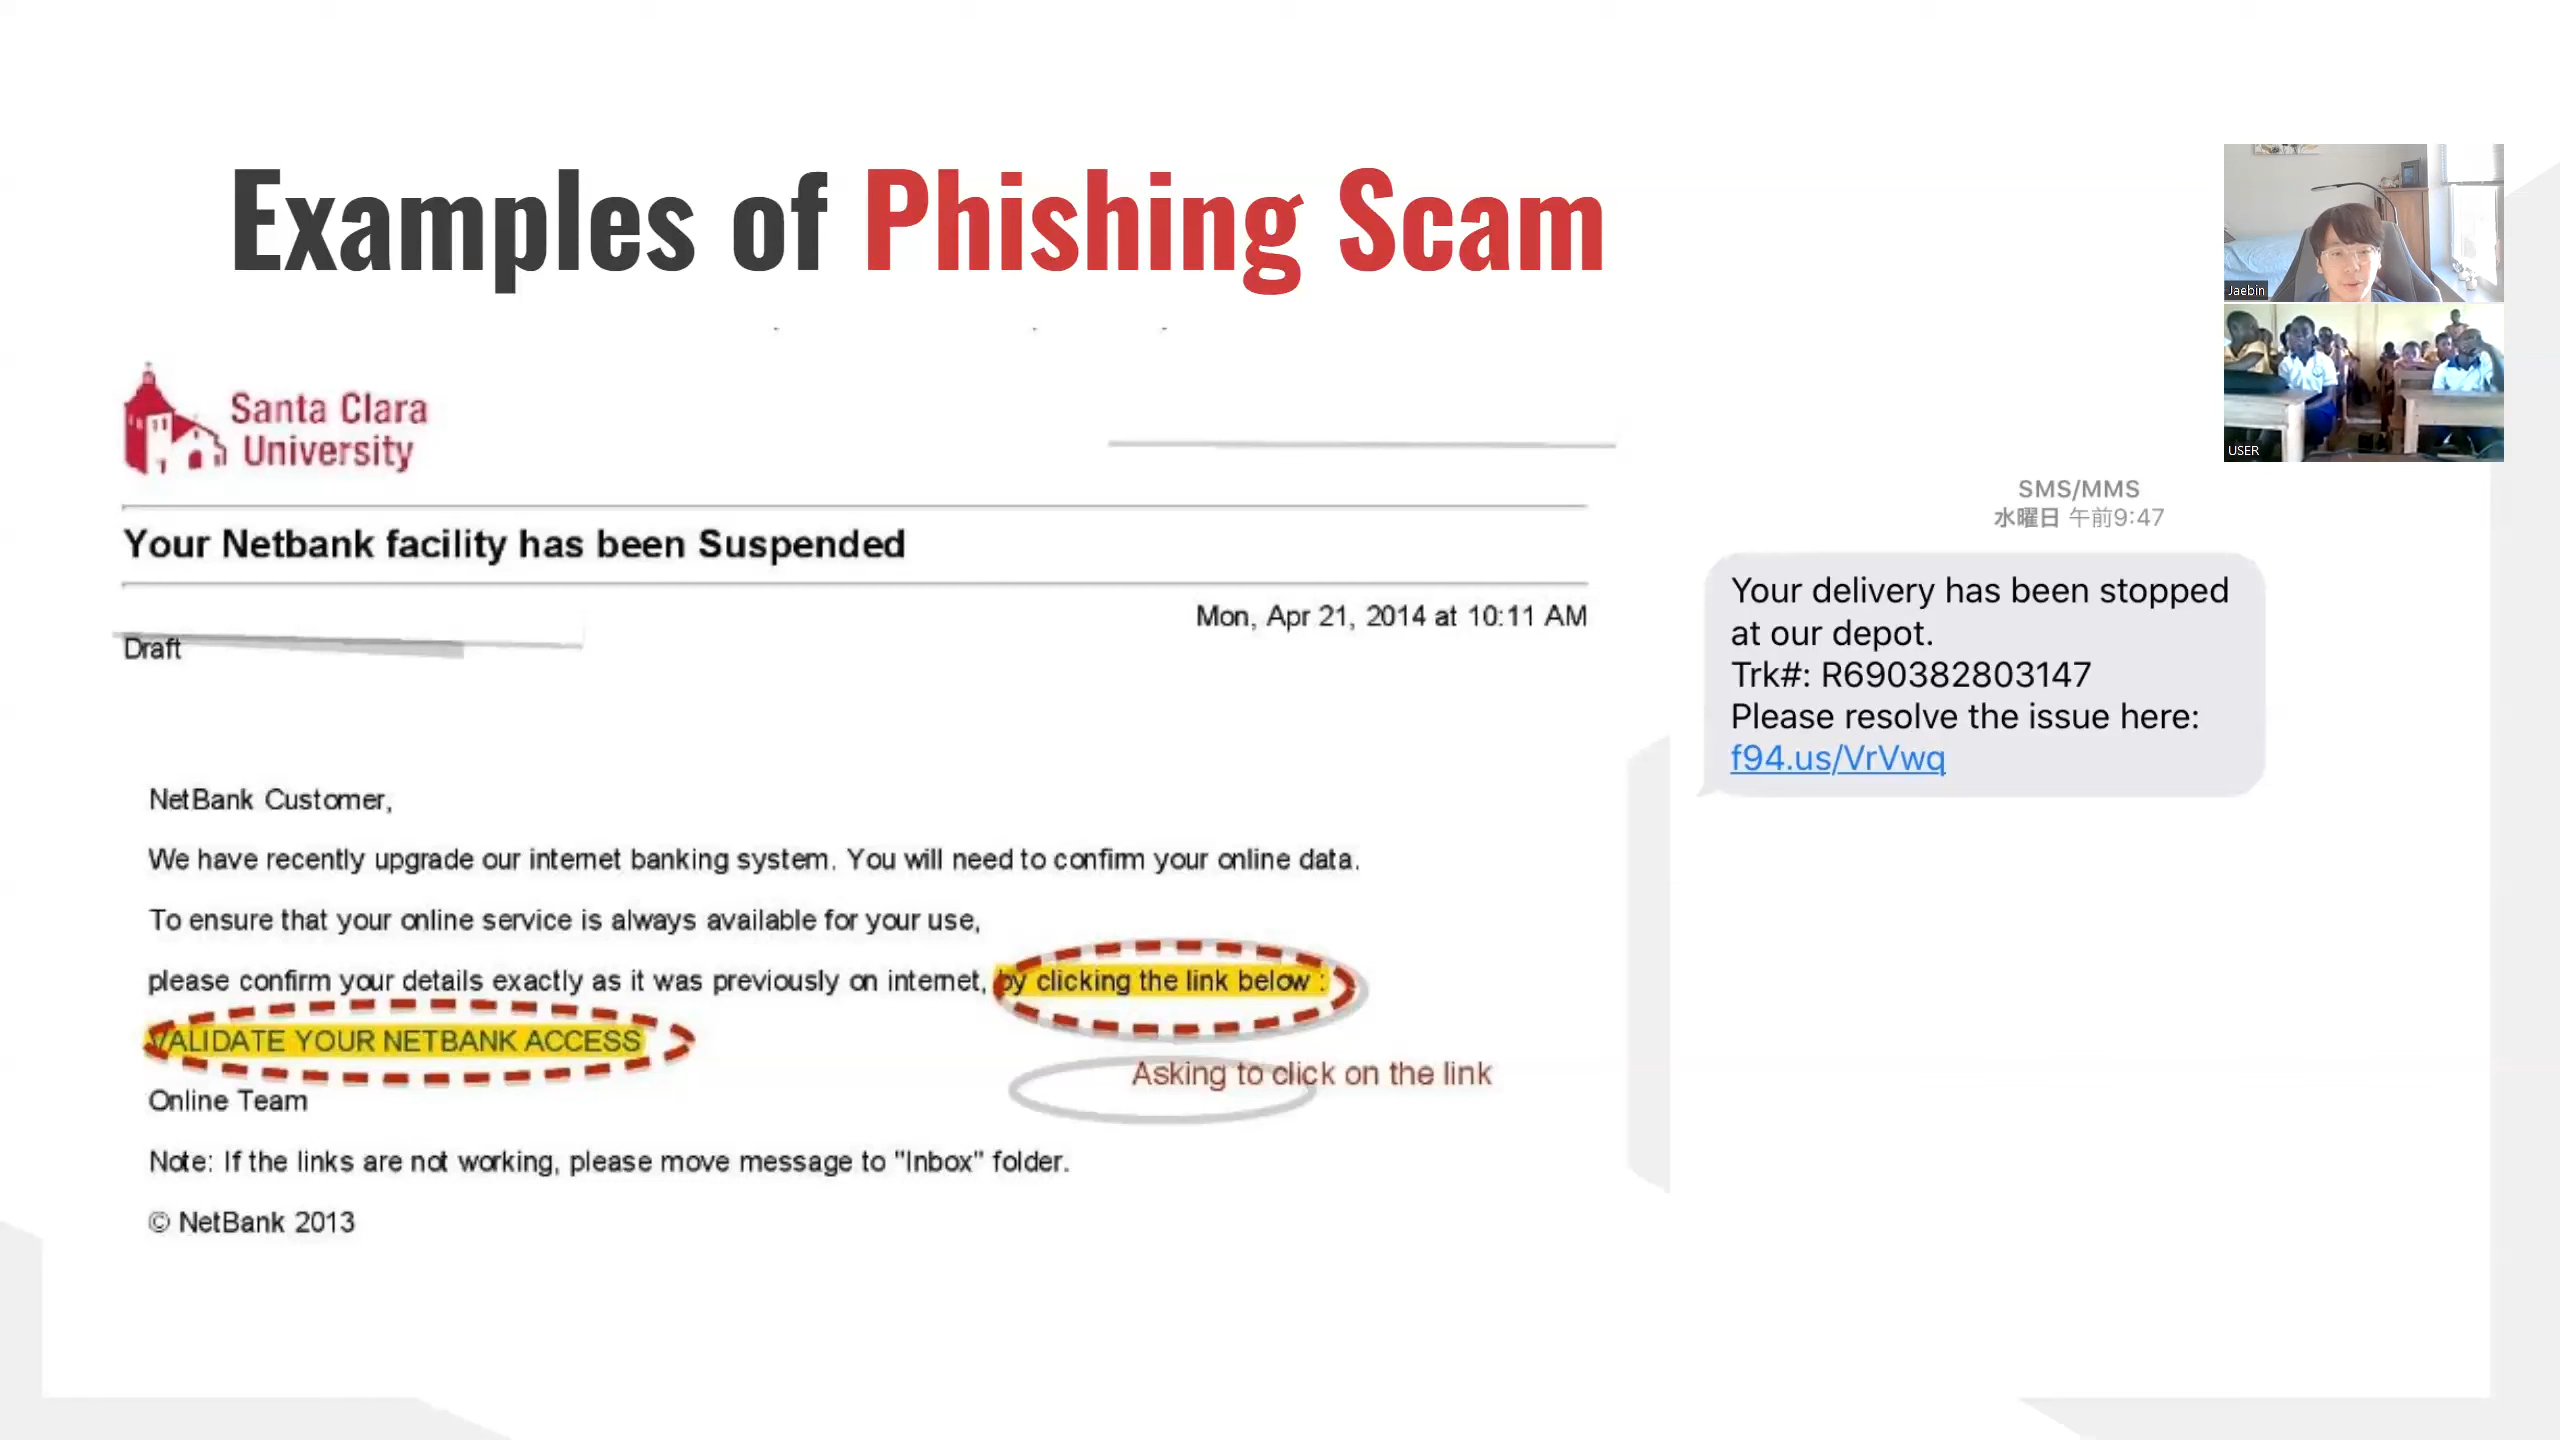 Examples of Phishing Scam
Jaebin
USER
Santa Clara
University
Your Netbank facility has been Suspended
Mon, Apr 21, 2014 at 10:11 AM
Draft
NetBank Customer,
We have recently upgrade our internet banking system. You will need to confirm your online data.
To ensure that your online service is always available for your use,
please confirm your details exactly as it was previously on internet, by clicking the link below :
VALIDATE YOUR NETBANK ACCESS
Asking to click on the link
Online Team
Note: If the links are not working, please move message to "Inbox" folder.
© NetBank 2013
SMS/MMS
水曜日 午前9:47
Your delivery has been stopped
at our depot.
Trk#: R690382803147
Please resolve the issue here:
f94.us/VrVwq